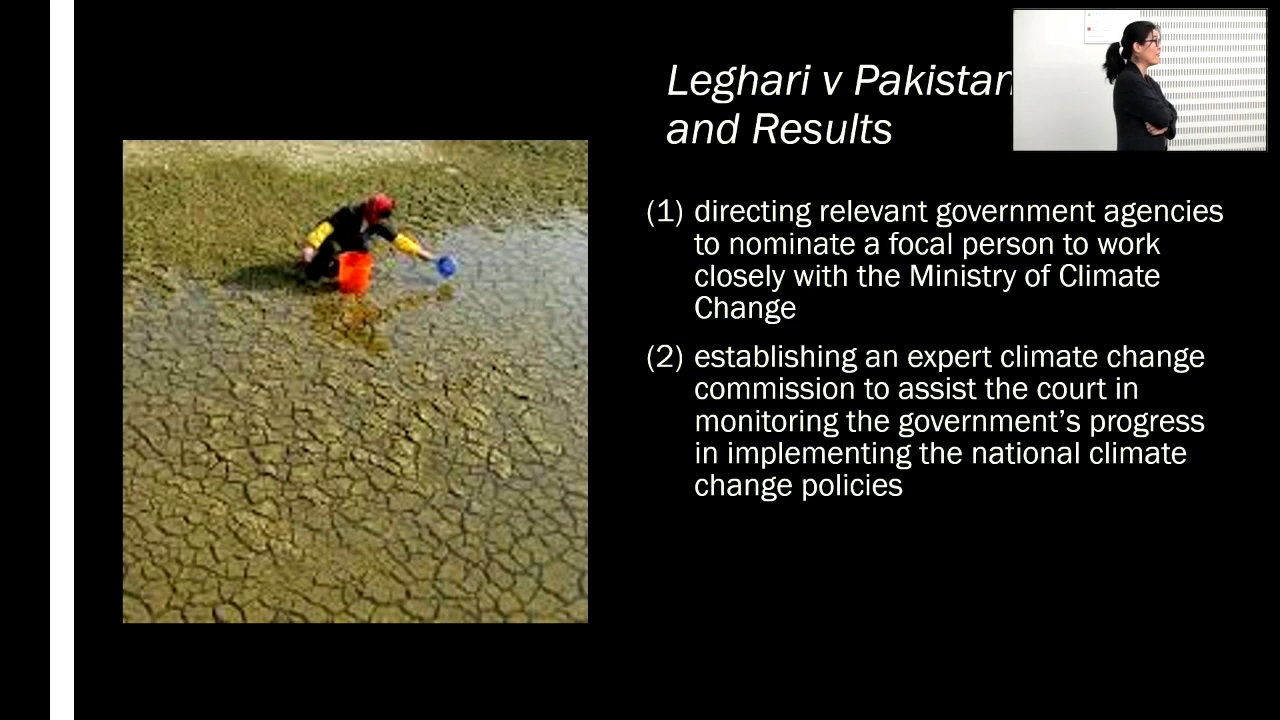 Leghari v Pakistan
and Results
(1) directing relevant government agencies
to nominate a focal person to work
closely with the Ministry of Climate
Change
(2) establishing an expert climate change
commission to assist the court in
monitoring the government's progress
in implementing the national climate
change policies